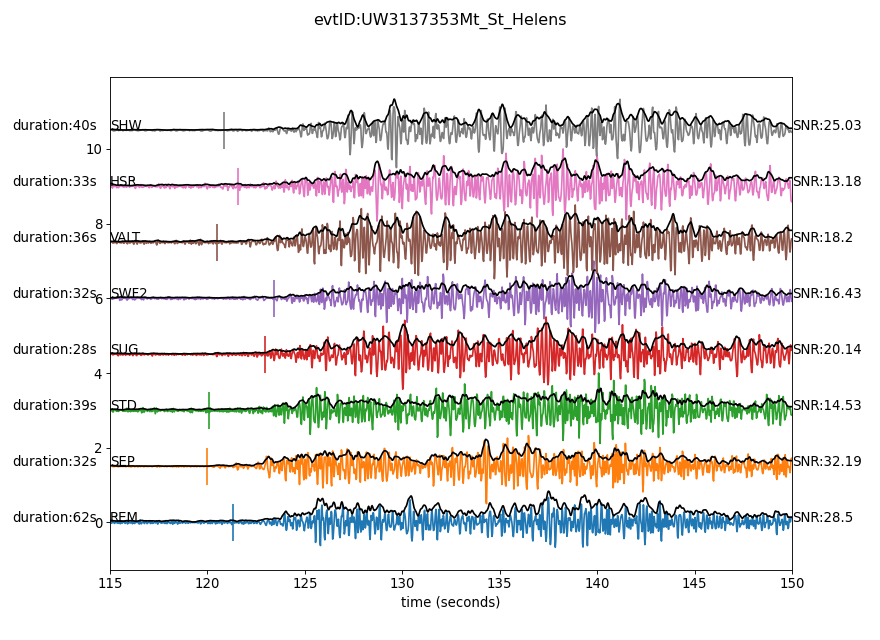 evtID:UW3137353Mt_St_Helens
duration:40s SHW SNR:25.03
10
duration:33s HSR SNR:13.18
8
duration:36s VALT SNR:18.2
duration:32s SWF2 SNR:16.43
6
duration:28s SUG SNR:20.14
4
duration:39s STD SNR:14.53
2
duration:32s SEP SNR:32.19
duration:62s REM SNR:28.5
0
115 120 125 130 135 140 145 150
time (seconds)